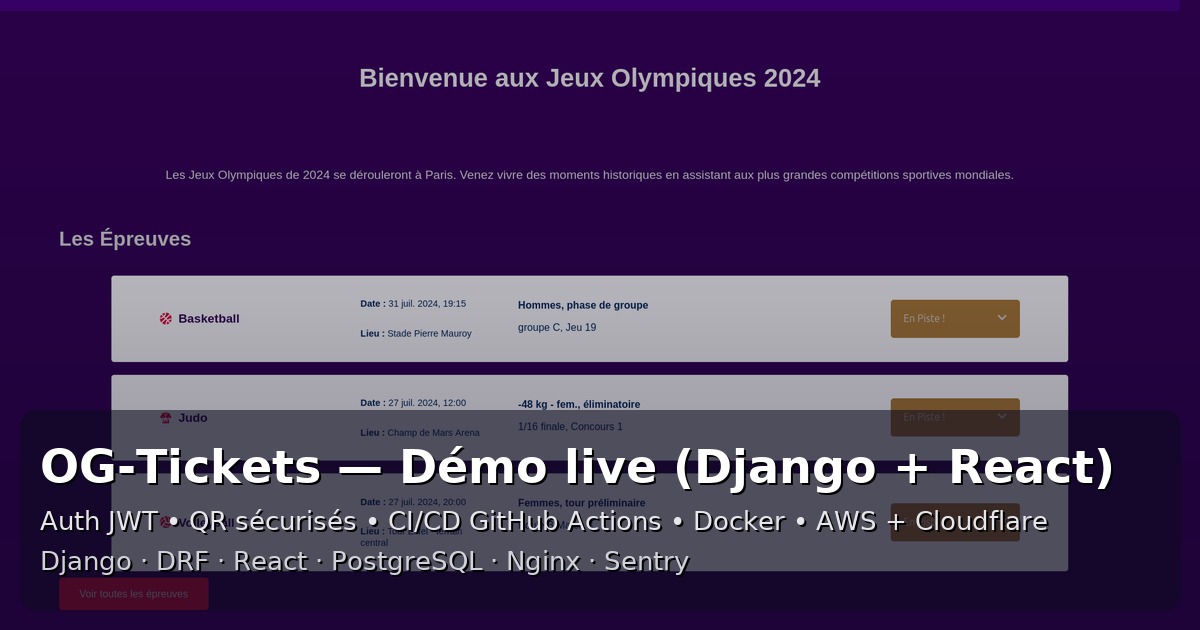 Bienvenue aux Jeux Olympiques 2024
Les Jeux Olympiques de 2024 se dérouleront à Paris. Venez vivre des moments historiques en assistant aux plus grandes compétitions sportives mondiales.
Les Épreuves
Basketball
Date : 31 juil. 2024, 19:15
Lieu : Stade Pierre Mauroy
Hommes, phase de groupe
groupe C, Jeu 19
En Piste !
Judo
Date : 27 juil. 2024, 12:00
Lieu : Champ de Mars Arena
-48 kg - fem., éliminatoire
1/16 finale, Concours 1
En Piste !
OG-Tickets — Démo live (Django + React)
Date : 27 juil. 2024, 20:00
Femmes, tour préliminaire
Auth JWT • QR sécurisés • CI/CD GitHub Actions • Docker • AWS + Cloudflare
Lieu :
central
Django · DRF · React · PostgreSQL · Nginx · Sentry
Voir toutes les épreuves